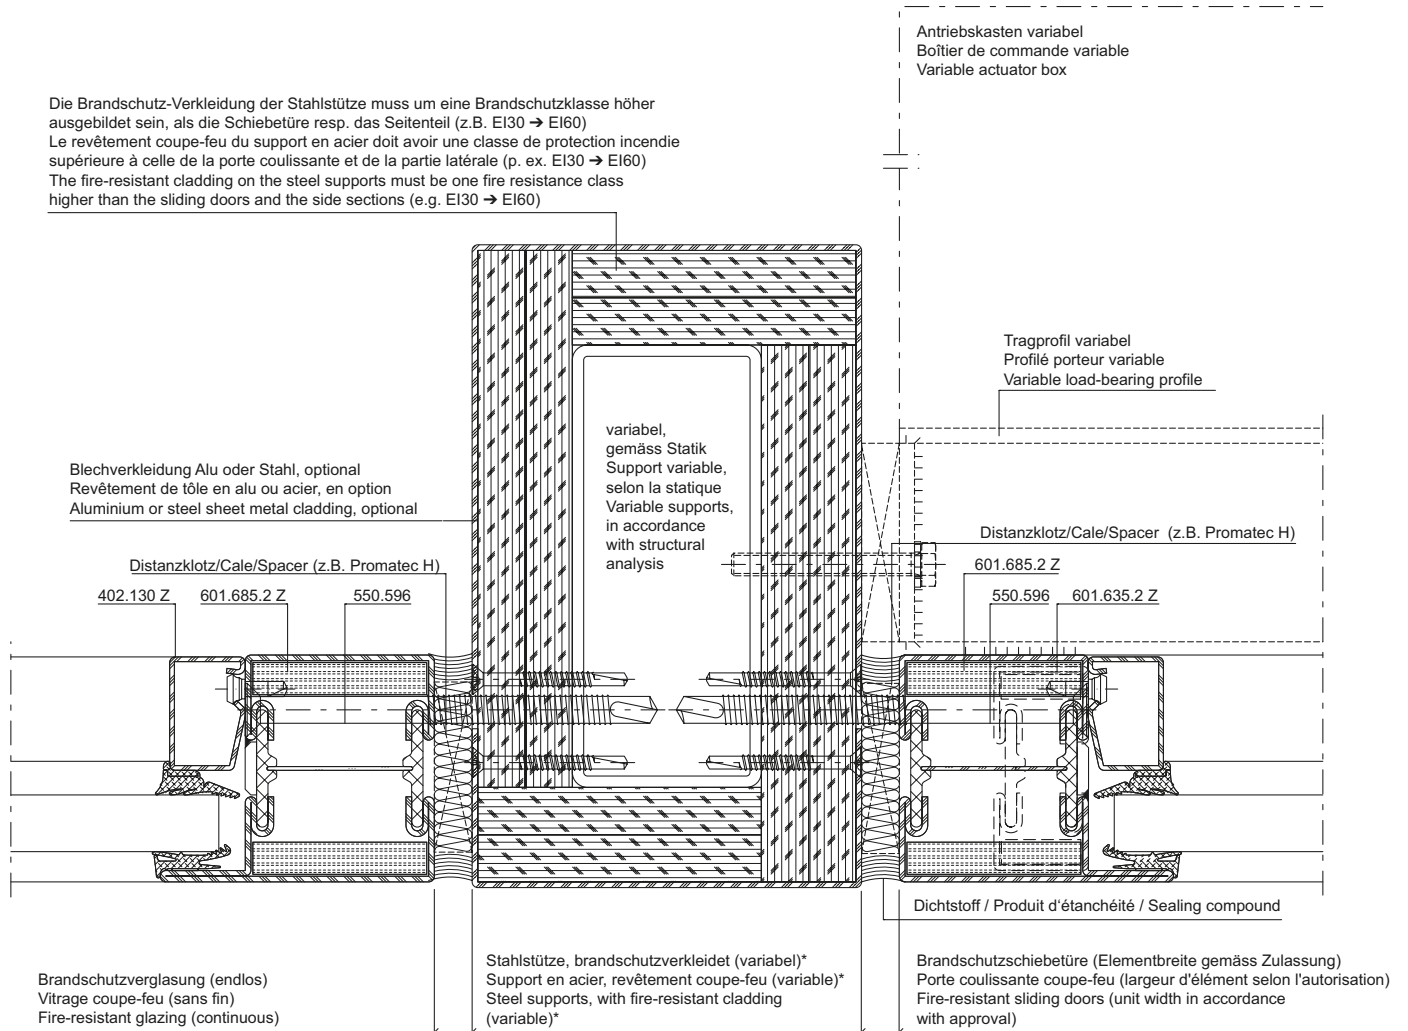 Antriebskasten variabel
Boîtier de commande variable
Variable actuator box
Die Brandschutz-Verkleidung der Stahlstütze muss um eine Brandschutzklasse höher
ausgebildet sein, als die Schiebetüre resp. das Seitenteil (z.B. EI30 ➔ EI60)
Le revêtement coupe-feu du support en acier doit avoir une classe de protection incendie
supérieure à celle de la porte coulissante et de la partie latérale (p. ex. EI30 ➔ EI60)
The fire-resistant cladding on the steel supports must be one fire resistance class
higher than the sliding doors and the side sections (e.g. EI30 ➔ EI60)
Tragprofil variabel
Profilé porteur variable
Variable load-bearing profile
variabel,
gemäss Statik
Support variable,
selon la statique
Variable supports,
in accordance
with structural
analysis
Blechverkleidung Alu oder Stahl, optional
Revêtement de tôle en alu ou acier, en option
Aluminium or steel sheet metal cladding, optional
Distanzklotz/Cale/Spacer (z.B. Promatec H)
Distanzklotz/Cale/Spacer (z.B. Promatec H)
402.130 Z
601.685.2 Z
550.596
601.685.2 Z
550.596
601.635.2 Z
Dichtstoff / Produit d‘étanchéité / Sealing compound
Brandschutzverglasung (endlos)
Vitrage coupe-feu (sans fin)
Fire-resistant glazing (continuous)
Stahlstütze, brandschutzverkleidet (variabel)*
Support en acier, revêtement coupe-feu (variable)*
Steel supports, with fire-resistant cladding
(variable)*
Brandschutzschiebetüre (Elementbreite gemäss Zulassung)
Porte coulissante coupe-feu (largeur d'élément selon l'autorisation)
Fire-resistant sliding doors (unit width in accordance
with approval)